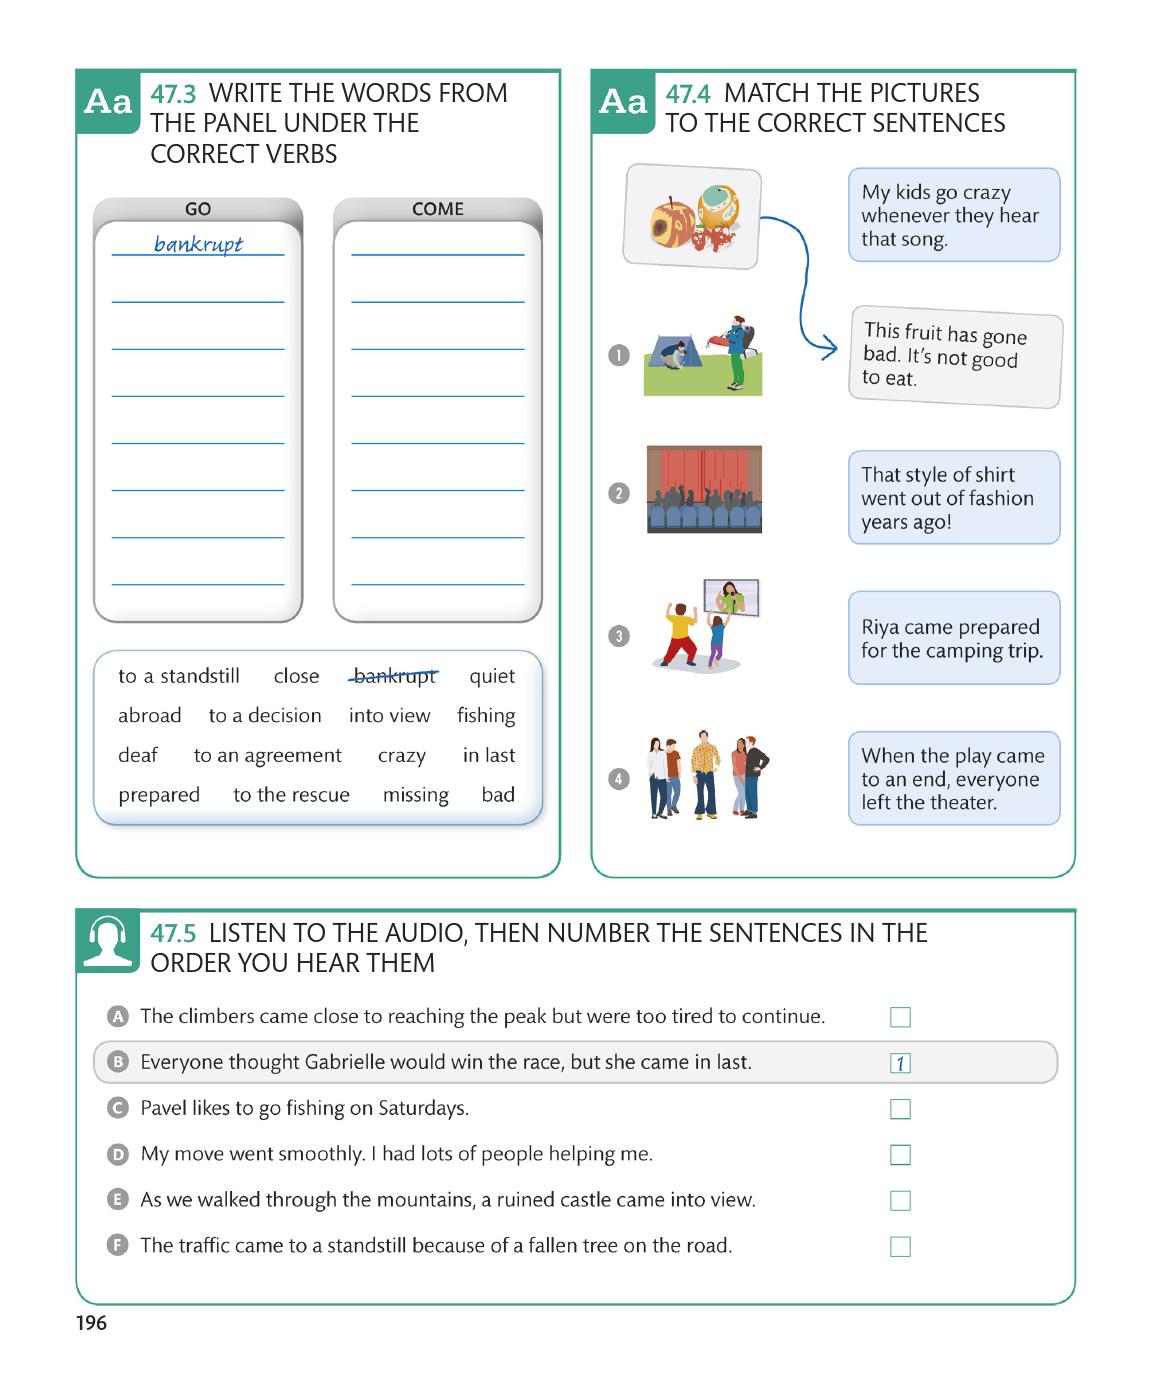 Aa 47.3 WRITE THE WORDS FROM
THE PANEL UNDER THE
CORRECT VERBS
GO
bankrupt
COME
to a standstill close bankrupt quiet
abroad to a decision into view fishing
deaf to an agreement crazy in last
prepared to the rescue missing bad
Aa 47.4 MATCH THE PICTURES
TO THE CORRECT SENTENCES
My kids go crazy
whenever they hear
that song.
1
This fruit has gone
bad. It's not good
to eat.
2
That style of shirt
went out of fashion
years ago!
3
Riya came prepared
for the camping trip.
4
When the play came
to an end, everyone
left the theater.
47.5 LISTEN TO THE AUDIO, THEN NUMBER THE SENTENCES IN THE
ORDER YOU HEAR THEM
A The climbers came close to reaching the peak but were too tired to continue.
B Everyone thought Gabrielle would win the race, but she came in last. 1
C Pavel likes to go fishing on Saturdays.
D My move went smoothly. I had lots of people helping me.
E As we walked through the mountains, a ruined castle came into view.
F The traffic came to a standstill because of a fallen tree on the road.
196